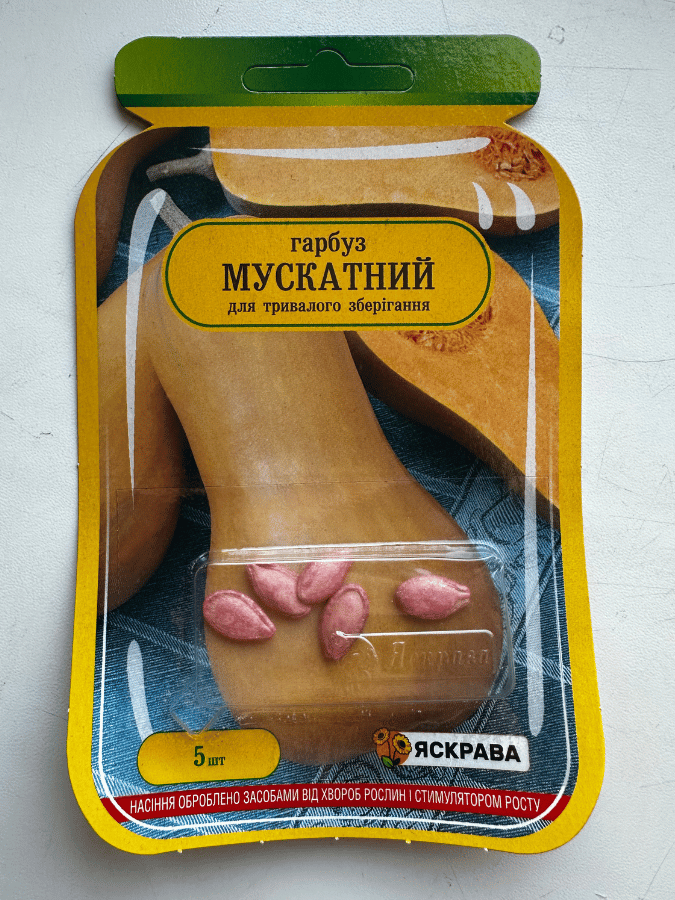 гарбуз
МУСКАТНИЙ
для тривалого зберігання
Яскрава
5 шт
ЯСКРАВА
НАСІННЯ ОБРОБЛЕНО ЗАСОБАМИ ВІД ХВОРОБ РОСЛИН І СТИМУЛЯТОРОМ РОСТУ